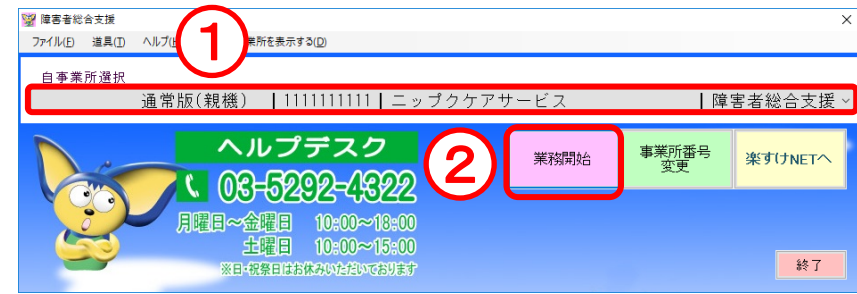 障害者総合支援
ファイル(F) 道具(T) ヘルプ(H) 業所を表示する(D)
①
自事業所選択
通常版(親機) |1111111111|ニップクケアサービス |障害者総合支援
ヘルプデスク
03-5292-4322
月曜日～金曜日 10:00～18:00
土曜日 10:00～15:00
※日・祝祭日はお休みいただいております
②
業務開始
事業所番号
変更
楽すけNETへ
終了